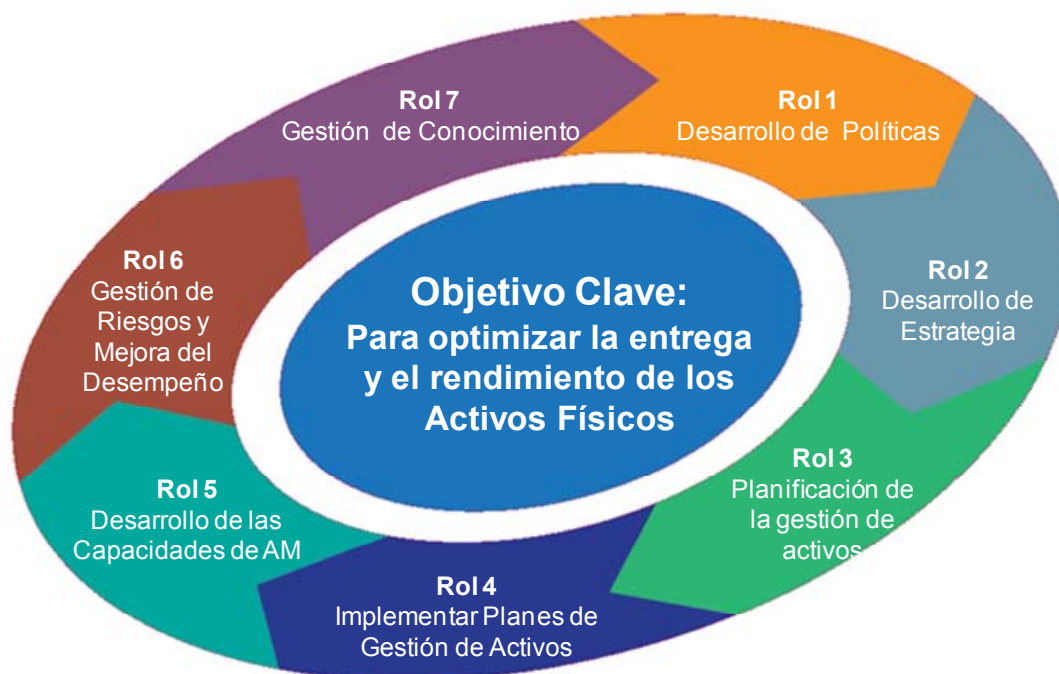 Rol 7
Gestión de Conocimiento
Rol 1
Desarrollo de Políticas
Rol 2
Desarrollo de
Estrategia
Rol 3
Planificación de
la gestión de
activos
Rol 4
Implementar Planes de
Gestión de Activos
Rol 5
Desarrollo de las
Capacidades de AM
Rol 6
Gestión de
Riesgos y
Mejora del
Desempeño
Objetivo Clave:
Para optimizar la entrega
y el rendimiento de los
Activos Físicos